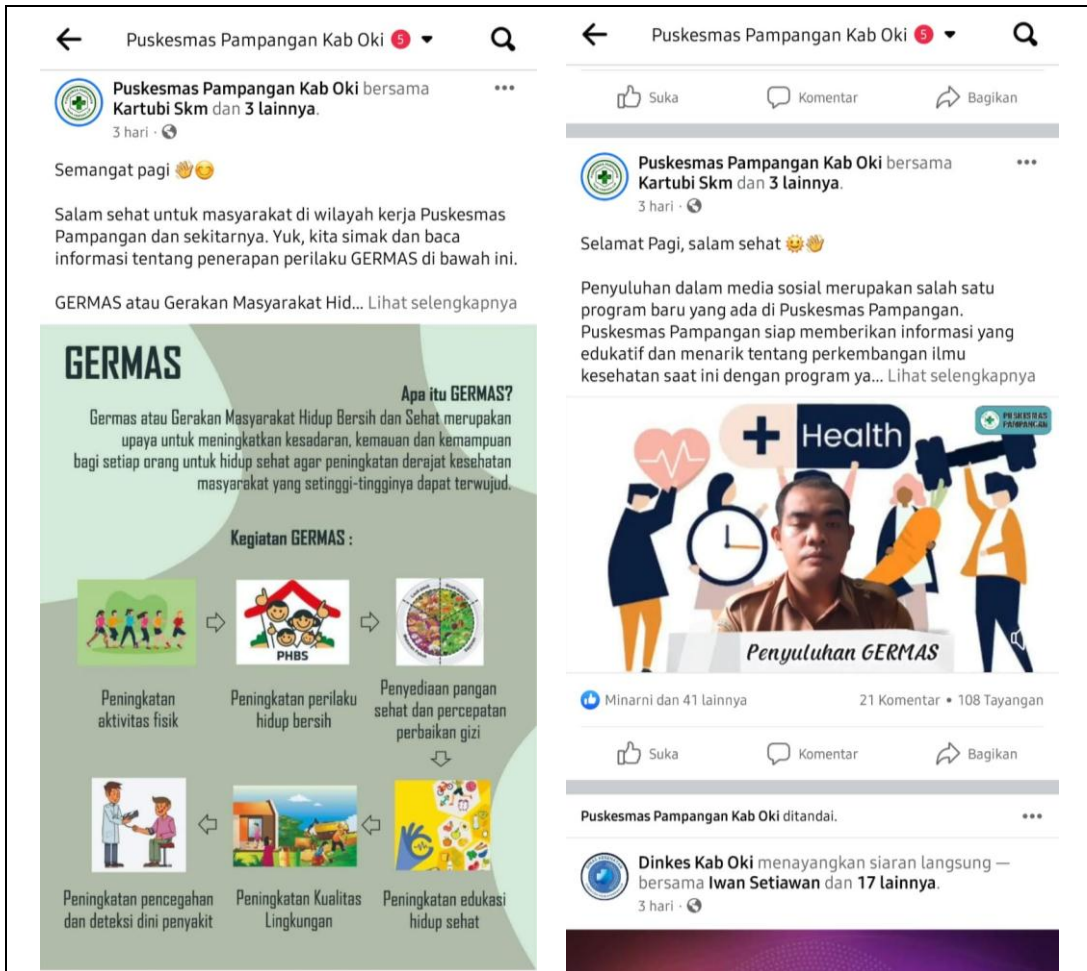 Puskesmas Pampangan Kab Oki 5
Puskesmas Pampangan Kab Oki bersama
Kartubi Skm dan 3 lainnya.
3 hari ·
Semangat pagi 👋😊
Salam sehat untuk masyarakat di wilayah kerja Puskesmas
Pampangan dan sekitarnya. Yuk, kita simak dan baca
informasi tentang penerapan perilaku GERMAS di bawah ini.
GERMAS atau Gerakan Masyarakat Hid... Lihat selengkapnya
GERMAS
Apa itu GERMAS?
Germas atau Gerakan Masyarakat Hidup Bersih dan Sehat merupakan
upaya untuk meningkatkan kesadaran, kemauan dan kemampuan
bagi setiap orang untuk hidup sehat agar peningkatan derajat kesehatan
masyarakat yang setinggi-tingginya dapat terwujud.
Kegiatan GERMAS :
PHBS
Peningkatan
aktivitas fisik
Peningkatan perilaku
hidup bersih
Penyediaan pangan
sehat dan percepatan
perbaikan gizi
Peningkatan pencegahan
dan deteksi dini penyakit
Peningkatan Kualitas
Lingkungan
Peningkatan edukasi
hidup sehat
Puskesmas Pampangan Kab Oki 5
Suka Komentar Bagikan
Puskesmas Pampangan Kab Oki bersama
Kartubi Skm dan 3 lainnya.
3 hari ·
Selamat Pagi, salam sehat 🌞👋
Penyuluhan dalam media sosial merupakan salah satu
program baru yang ada di Puskesmas Pampangan.
Puskesmas Pampangan siap memberikan informasi yang
edukatif dan menarik tentang perkembangan ilmu
kesehatan saat ini dengan program ya... Lihat selengkapnya
PUSKESMAS
PAMPANGAN
Health
Penyuluhan GERMAS
Minarni dan 41 lainnya 21 Komentar • 108 Tayangan
Suka Komentar Bagikan
Puskesmas Pampangan Kab Oki ditandai.
Dinkes Kab Oki menayangkan siaran langsung —
bersama Iwan Setiawan dan 17 lainnya.
3 hari ·